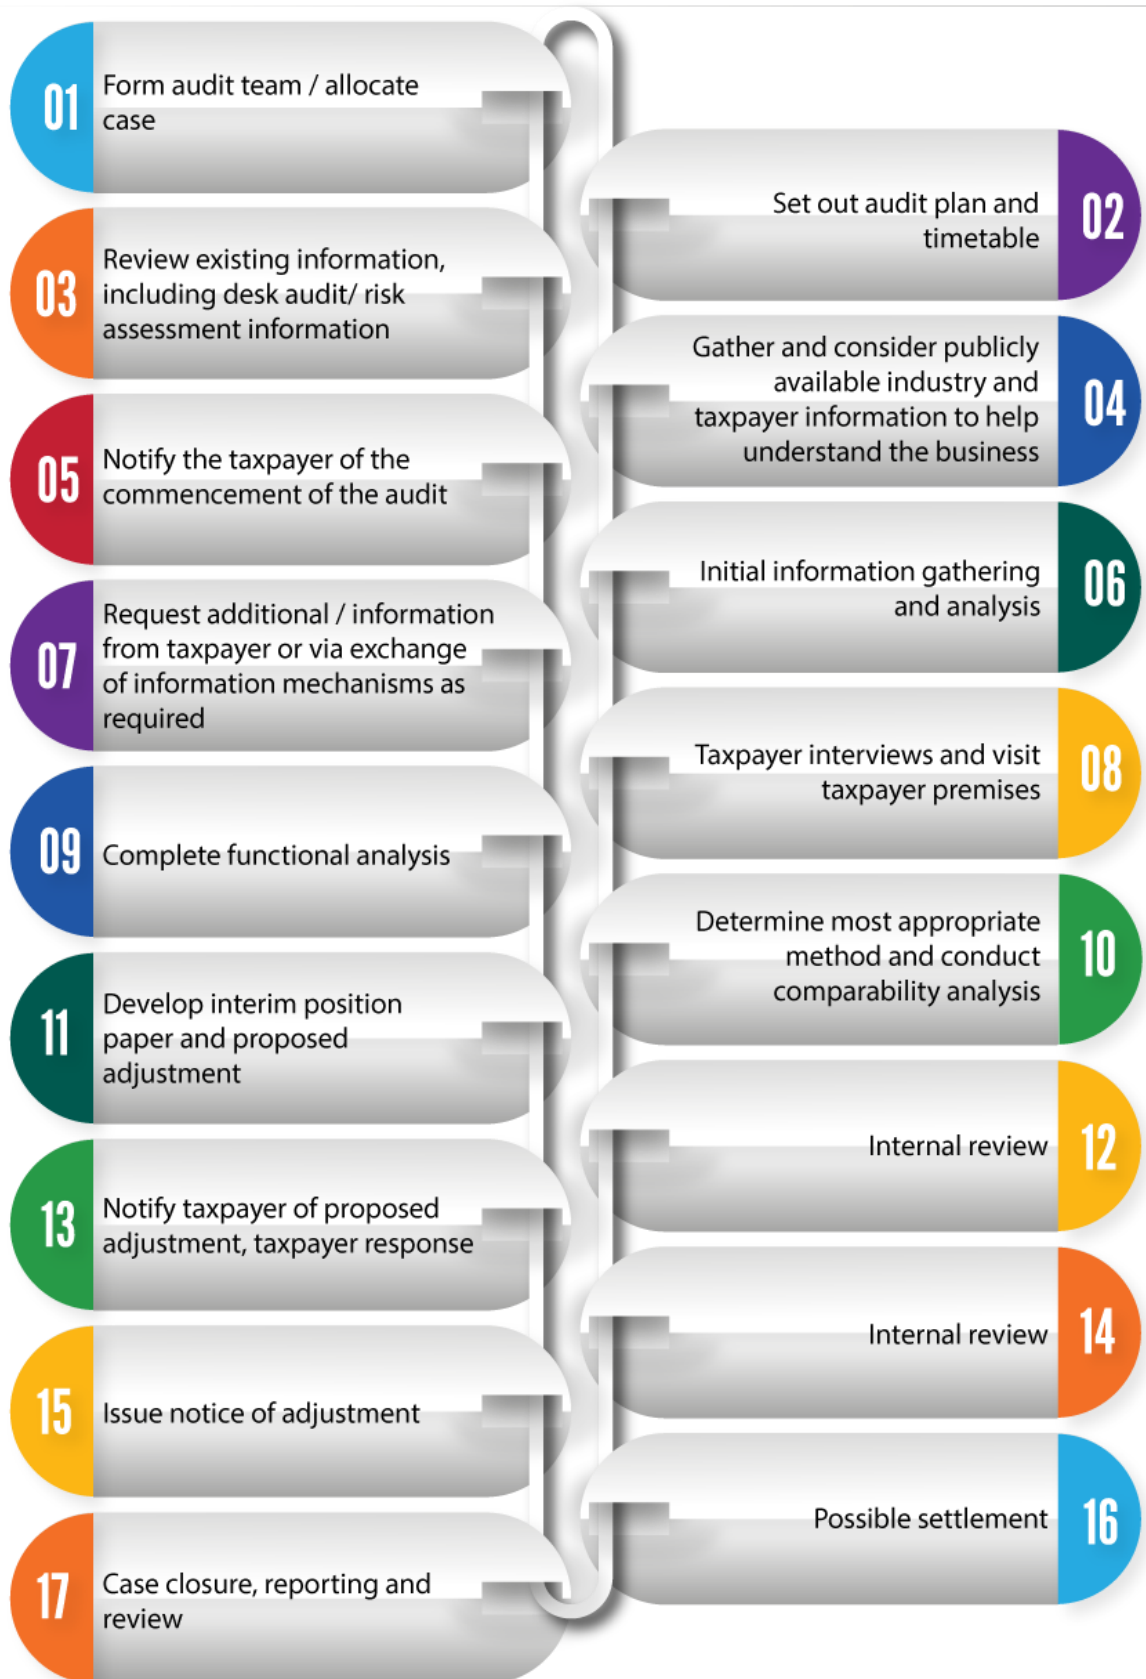 01
Form audit team / allocate
case
02
Set out audit plan and
timetable
03
Review existing information,
including desk audit/ risk
assessment information
04
Gather and consider publicly
available industry and
taxpayer information to help
understand the business
05
Notify the taxpayer of the
commencement of the audit
06
Initial information gathering
and analysis
07
Request additional / information
from taxpayer or via exchange
of information mechanisms as
required
08
Taxpayer interviews and visit
taxpayer premises
09
Complete functional analysis
10
Determine most appropriate
method and conduct
comparability analysis
11
Develop interim position
paper and proposed
adjustment
12
Internal review
13
Notify taxpayer of proposed
adjustment, taxpayer response
14
Internal review
15
Issue notice of adjustment
16
Possible settlement
17
Case closure, reporting and
review